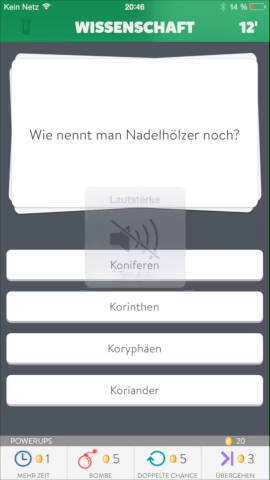 Kein Netz 20:46 14 %
WISSENSCHAFT 12'
Wie nennt man Nadelhölzer noch?
Lautstärke
Koniferen
Korinthen
Koryphäen
Koriander
POWERUPS 20
1 5 5 3
MEHR ZEIT BOMBE DOPPELTE CHANCE ÜBERGEHEN